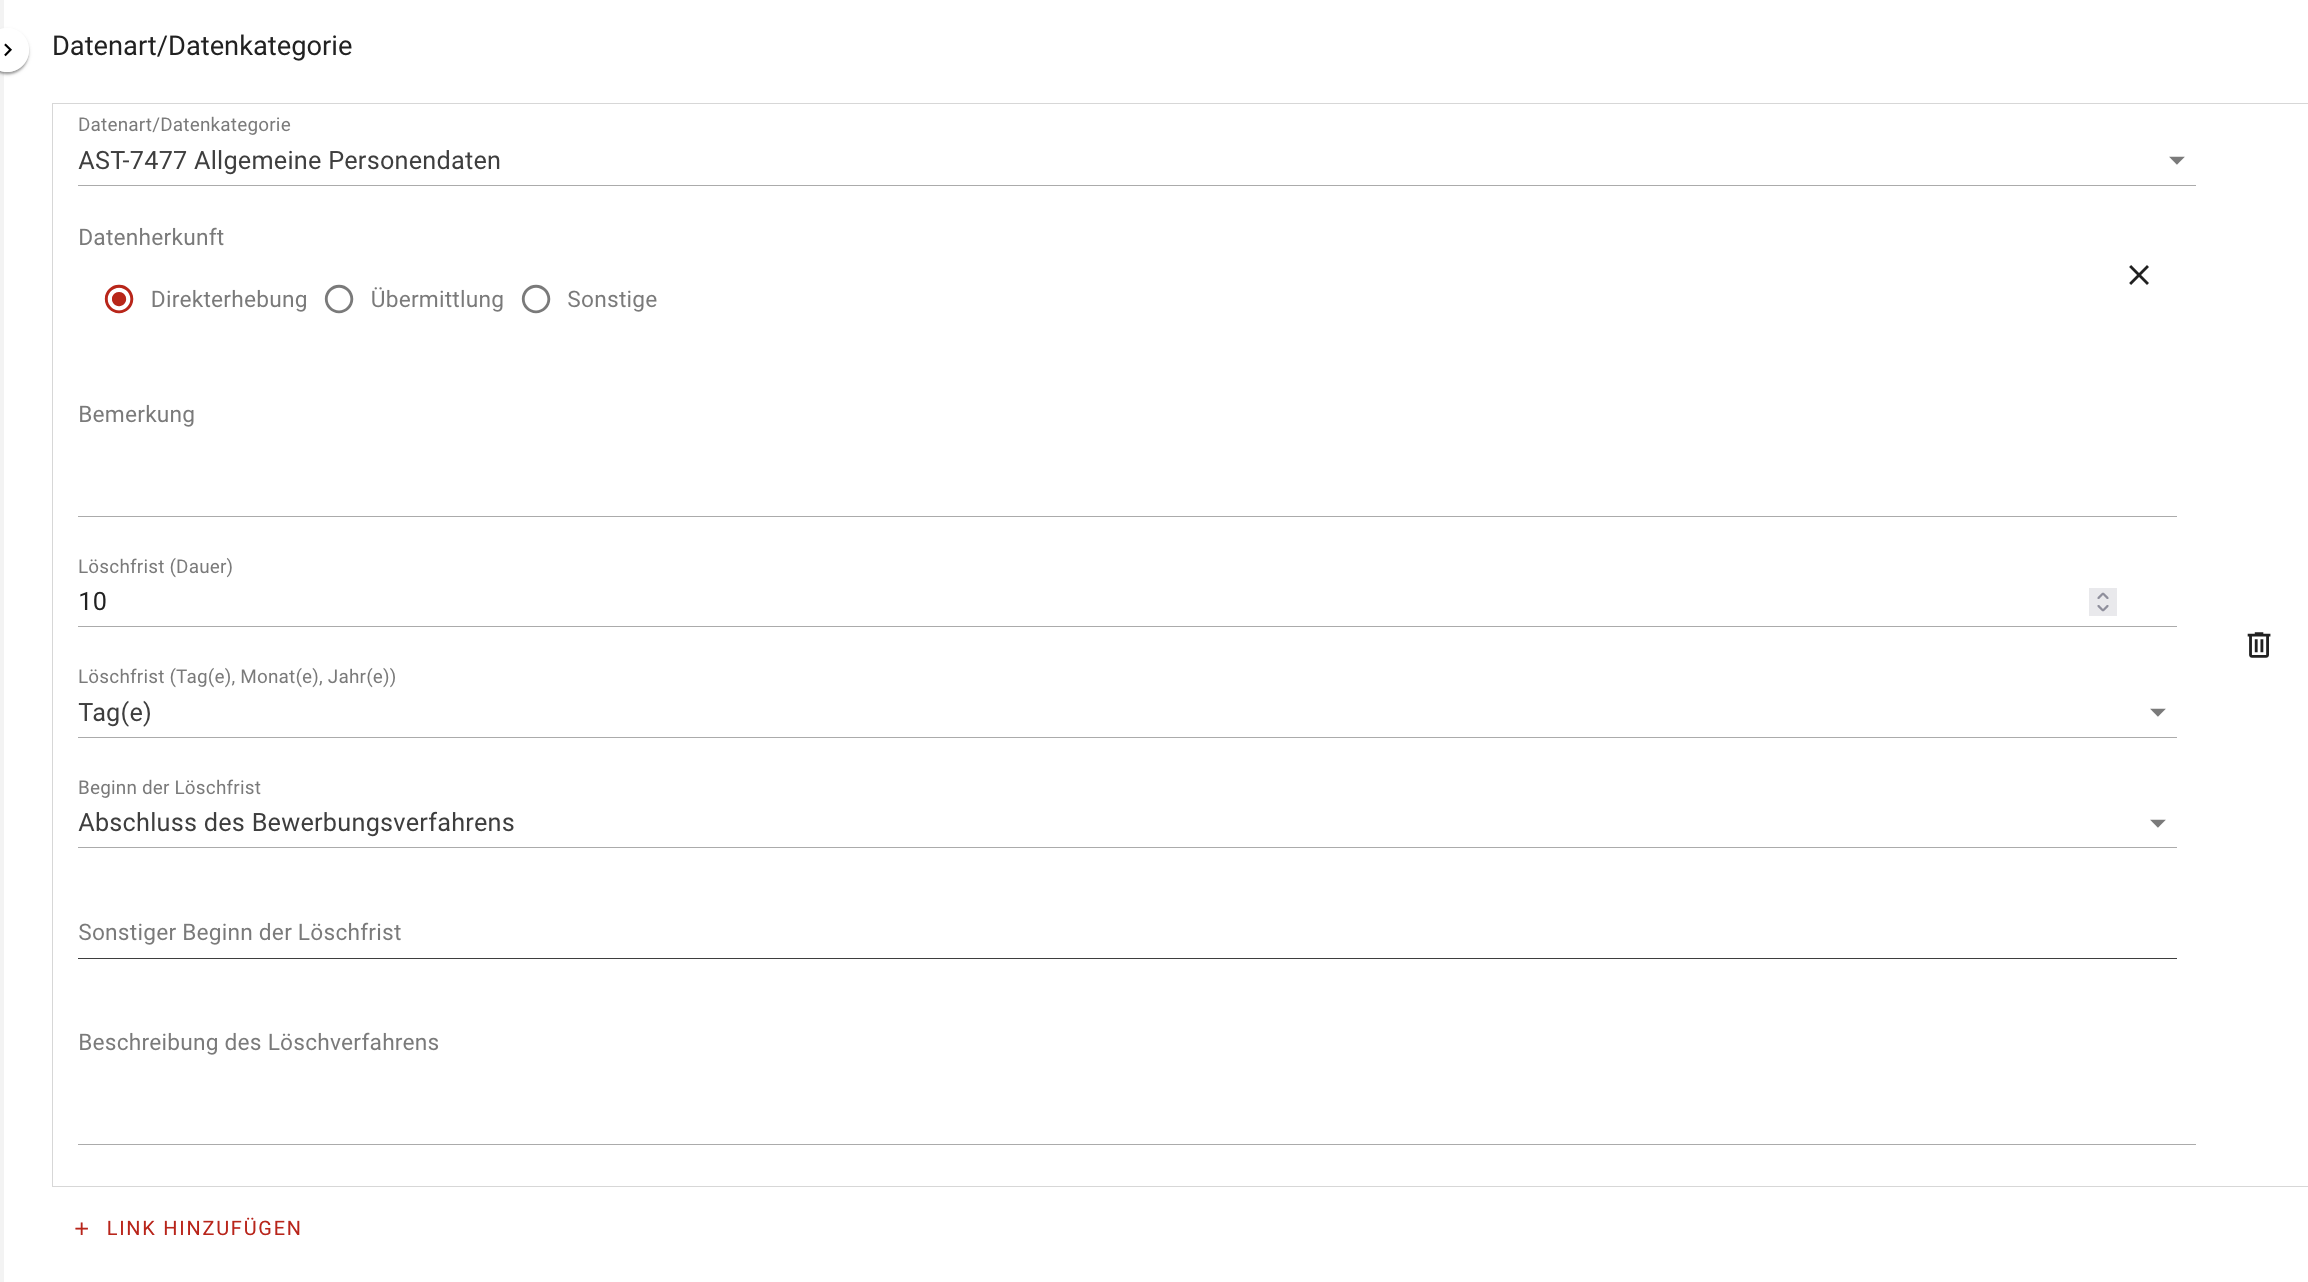 Datenart/Datenkategorie
Datenart/Datenkategorie
AST-7477 Allgemeine Personendaten
Datenherkunft
Direkterhebung Übermittlung Sonstige
Bemerkung
Löschfrist (Dauer)
10
Löschfrist (Tag(e), Monat(e), Jahr(e))
Tag(e)
Beginn der Löschfrist
Abschluss des Bewerbungsverfahrens
Sonstiger Beginn der Löschfrist
Beschreibung des Löschverfahrens
+ LINK HINZUFÜGEN